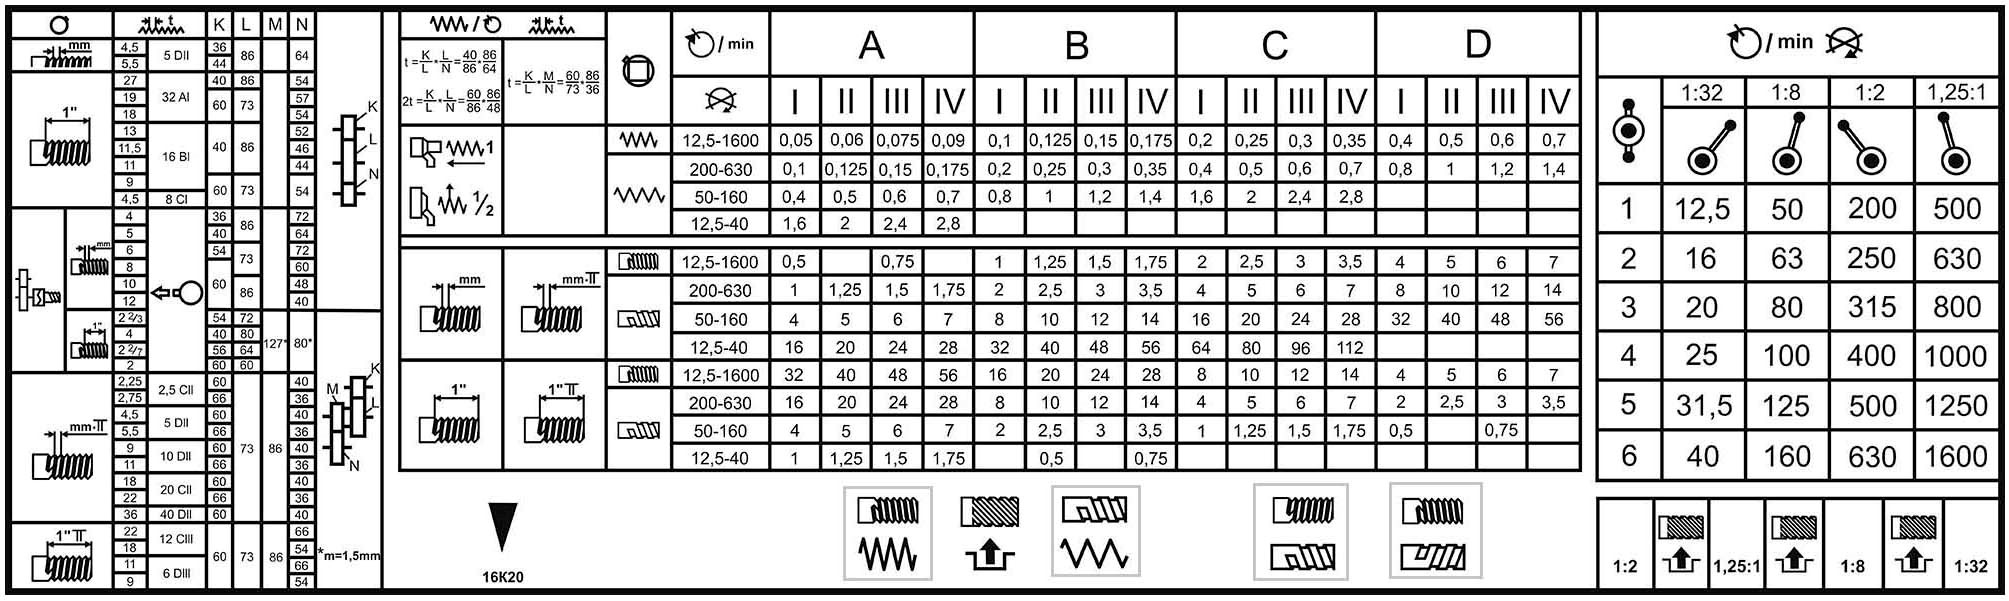 t K L M N
mm 4,5 5 DII 36 86 64
5,5 44
1" 27 32 AI 40 86 54
19 60 73 57
18 54
13 16 BI 40 86 52
11,5 46
11 44
9 60 73 54
4,5 8 CI
K
L
N
mm 4 36 86 72
5 40 64
6 54 73 72
8 60 60
10 86 48
12 40
1" 2 2/3 54 72 127* 80*
4 40 80
2 2/7 56 64
2 60 60
mm·π 2,25 2,5 CII 60 73 86 40
2,75 66 36
4,5 5 DII 60 40
5,5 66 36
9 10 DII 60 40
11 66 36
18 20 CII 60 40
22 66 36
36 40 DII 60 40
K
M
L
N
1" π 22 12 CIII 60 73 86 66
18 54
11 6 DIII 66
9 54
*m=1,5mm
/ t
t=K/L*L/N=40/86*86/64
2t=K/L*L/N=60/86*86/48
t=K/L*M/N=60/73*86/36
1
1/2
/ min A B C D
I II III IV I II III IV I II III IV I II III IV
12,5-1600 0,05 0,06 0,075 0,09 0,1 0,125 0,15 0,175 0,2 0,25 0,3 0,35 0,4 0,5 0,6 0,7
200-630 0,1 0,125 0,15 0,175 0,2 0,25 0,3 0,35 0,4 0,5 0,6 0,7 0,8 1 1,2 1,4
50-160 0,4 0,5 0,6 0,7 0,8 1 1,2 1,4 1,6 2 2,4 2,8
12,5-40 1,6 2 2,4 2,8
mm mm·π
12,5-1600 0,5 0,75 1 1,25 1,5 1,75 2 2,5 3 3,5 4 5 6 7
200-630 1 1,25 1,5 1,75 2 2,5 3 3,5 4 5 6 7 8 10 12 14
50-160 4 5 6 7 8 10 12 14 16 20 24 28 32 40 48 56
12,5-40 16 20 24 28 32 40 48 56 64 80 96 112
1" 1" π
12,5-1600 32 40 48 56 16 20 24 28 8 10 12 14 4 5 6 7
200-630 16 20 24 28 8 10 12 14 4 5 6 7 2 2,5 3 3,5
50-160 4 5 6 7 2 2,5 3 3,5 1 1,25 1,5 1,75 0,5 0,75
12,5-40 1 1,25 1,5 1,75 0,5 0,75
16K20
/ min
1:32 1:8 1:2 1,25:1
1 12,5 50 200 500
2 16 63 250 630
3 20 80 315 800
4 25 100 400 1000
5 31,5 125 500 1250
6 40 160 630 1600
1:2 1,25:1 1:8 1:32